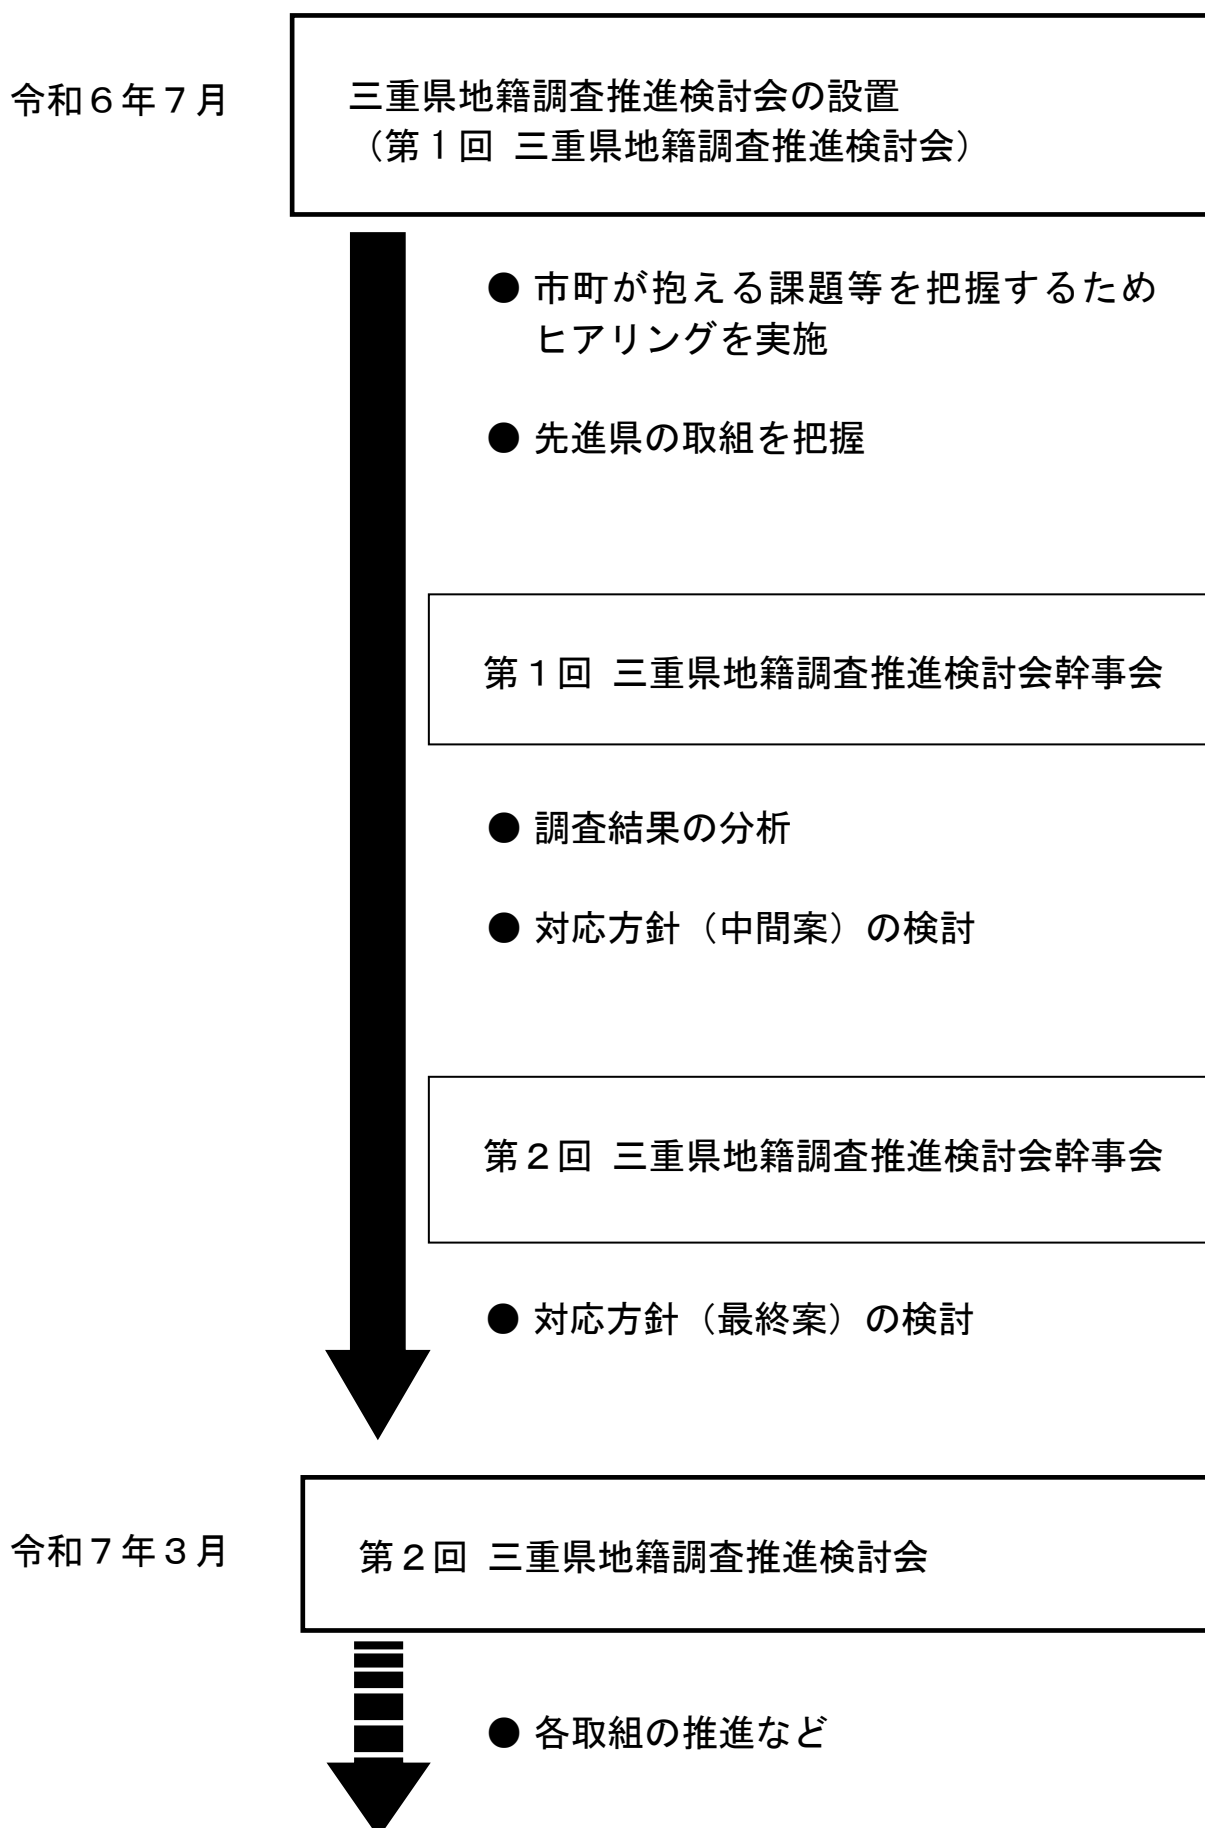 令和６年７月
三重県地籍調査推進検討会の設置
（第１回 三重県地籍調査推進検討会）
● 市町が抱える課題等を把握するため
ヒアリングを実施
● 先進県の取組を把握
第１回 三重県地籍調査推進検討会幹事会
● 調査結果の分析
● 対応方針（中間案）の検討
第２回 三重県地籍調査推進検討会幹事会
● 対応方針（最終案）の検討
令和７年３月
第２回 三重県地籍調査推進検討会
● 各取組の推進など